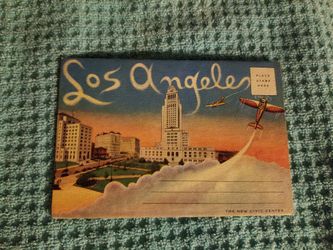 Los Angeles
PLACE
STAMP
HERE
THE NEW CIVIC CENTER